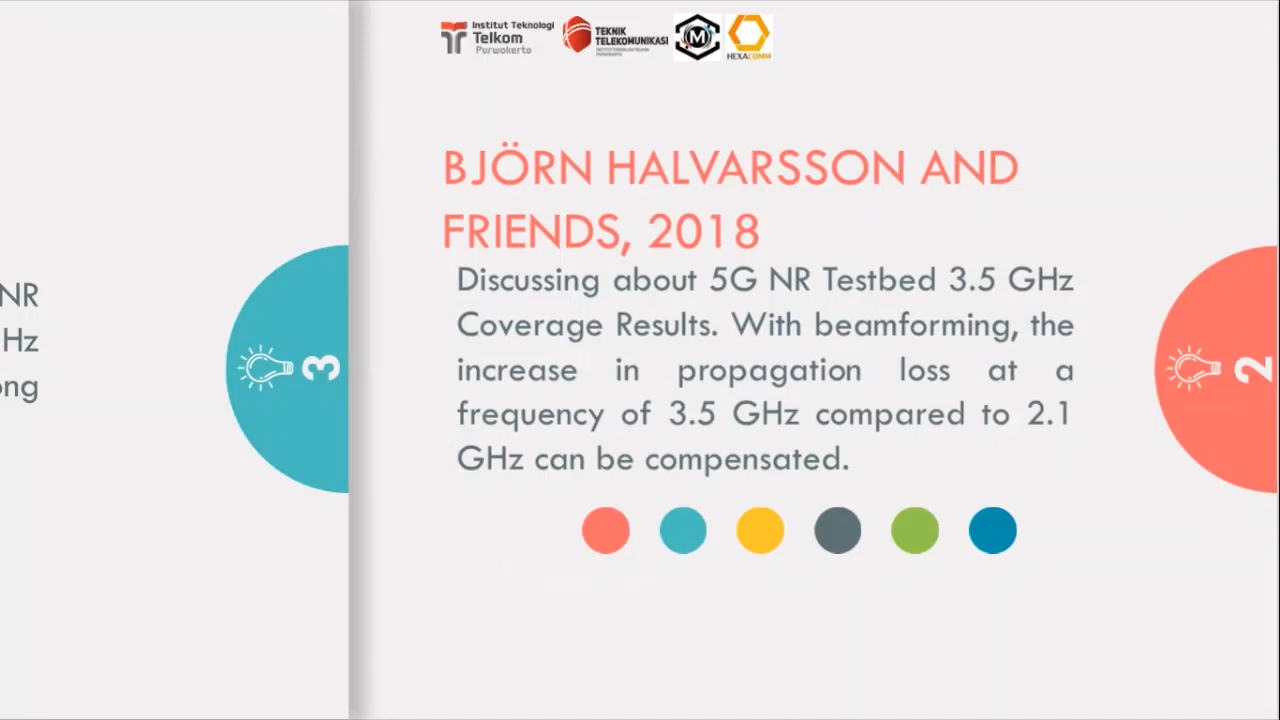 Institut Teknologi
Telkom
Purwokerto
TEKNIK
TELEKOMUNIKASI
M
HEXACOMM
BJÖRN HALVARSSON AND
FRIENDS, 2018
Discussing about 5G NR Testbed 3.5 GHz
Coverage Results. With beamforming, the
increase in propagation loss at a
frequency of 3.5 GHz compared to 2.1
GHz can be compensated.
NR
Hz
ong
3
2